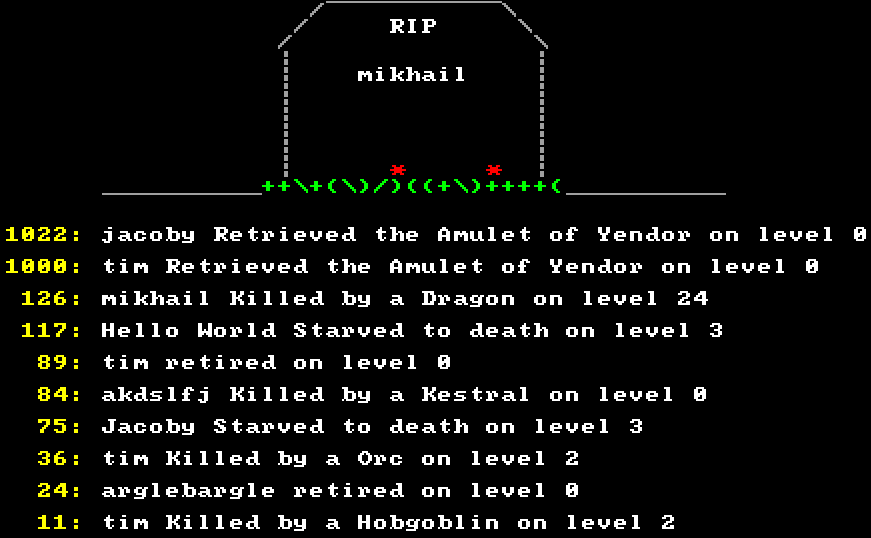 RIP
mikhail
++\+(\)/)((+\)++++(
1022: jacoby Retrieved the Amulet of Yendor on level 0
1000: tim Retrieved the Amulet of Yendor on level 0
126: mikhail Killed by a Dragon on level 24
117: Hello World Starved to death on level 3
89: tim retired on level 0
84: akdslfj Killed by a Kestral on level 0
75: Jacoby Starved to death on level 3
36: tim Killed by a Orc on level 2
24: arglebargle retired on level 0
11: tim Killed by a Hobgoblin on level 2